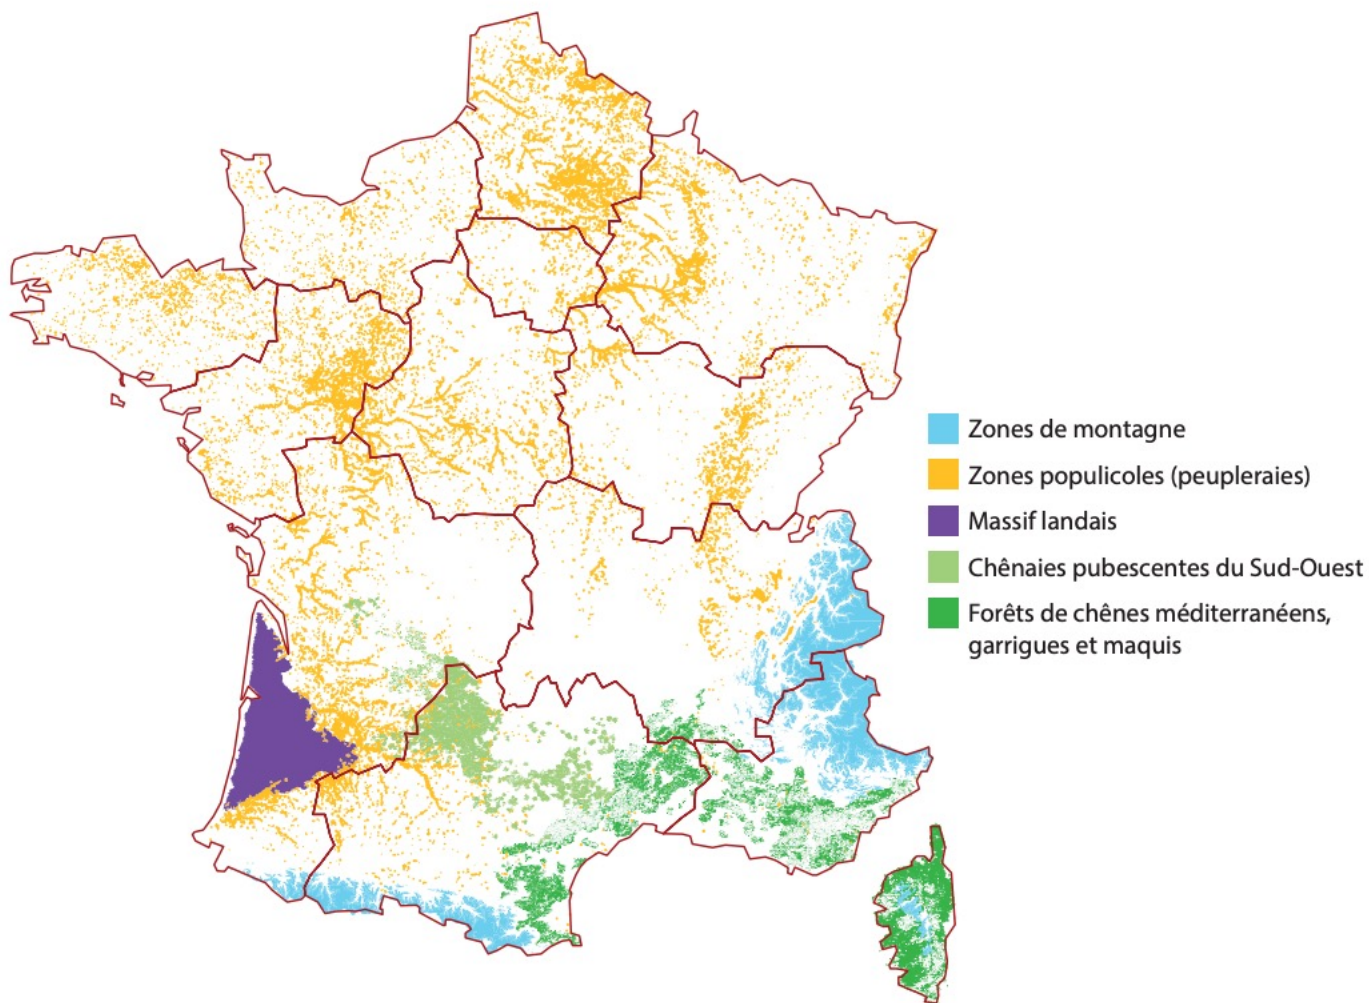 Zones de montagne
Zones populicoles (peupleraies)
Massif landais
Chênaies pubescentes du Sud-Ouest
Forêts de chênes méditerranéens,
garrigues et maquis